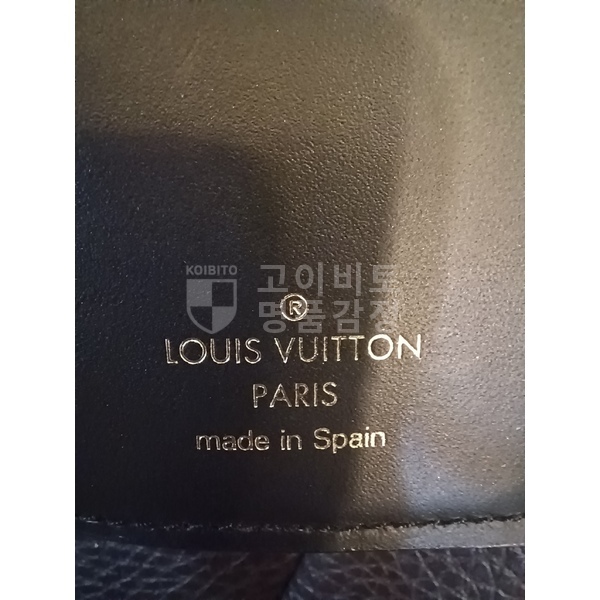 KOIBITO
고이비토
명품감정
®
LOUIS VUITTON
PARIS
made in Spain